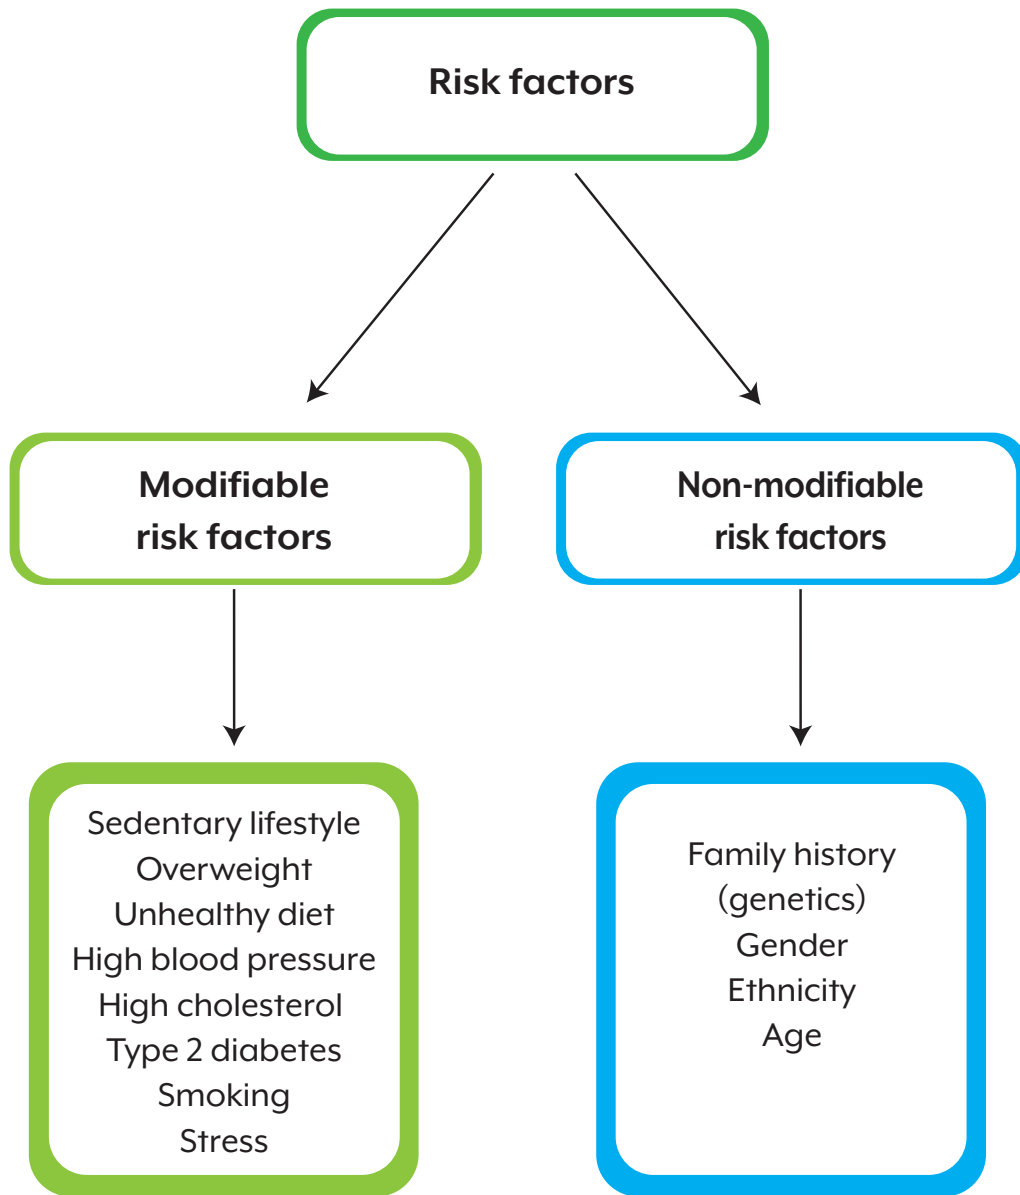 Risk factors
Modifiable
risk factors
Non-modifiable
risk factors
Sedentary lifestyle
Overweight
Unhealthy diet
High blood pressure
High cholesterol
Type 2 diabetes
Smoking
Stress
Family history
(genetics)
Gender
Ethnicity
Age